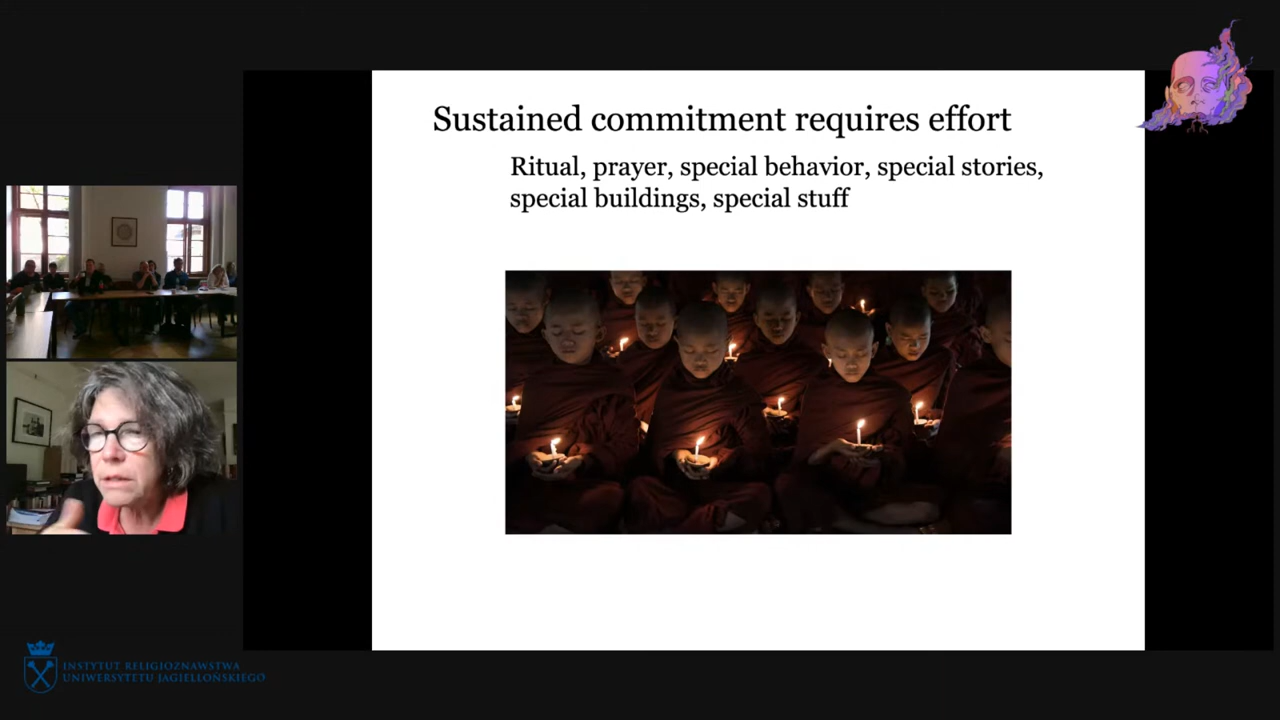 Sustained commitment requires effort
Ritual, prayer, special behavior, special stories,
special buildings, special stuff
INSTYTUT RELIGIOZNAWSTWA
UNIWERSYTETU JAGIELLOŃSKIEGO